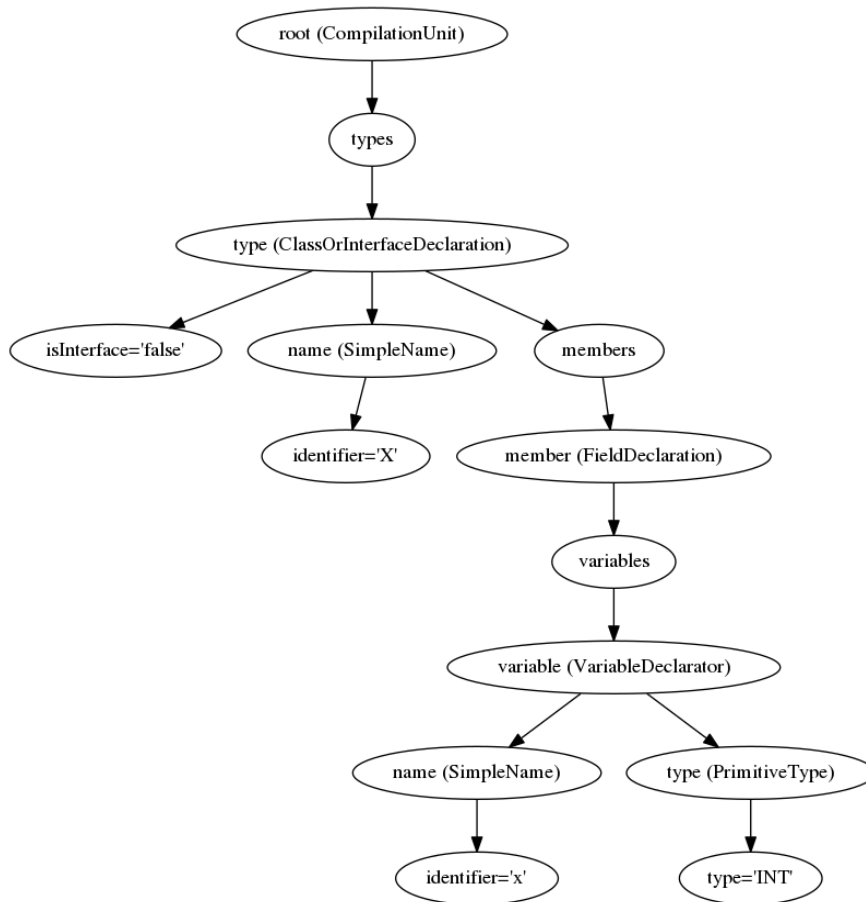 root (CompilationUnit)
types
type (ClassOrInterfaceDeclaration)
isInterface='false'
name (SimpleName)
members
identifier='X'
member (FieldDeclaration)
variables
variable (VariableDeclarator)
name (SimpleName)
type (PrimitiveType)
identifier='x'
type='INT'